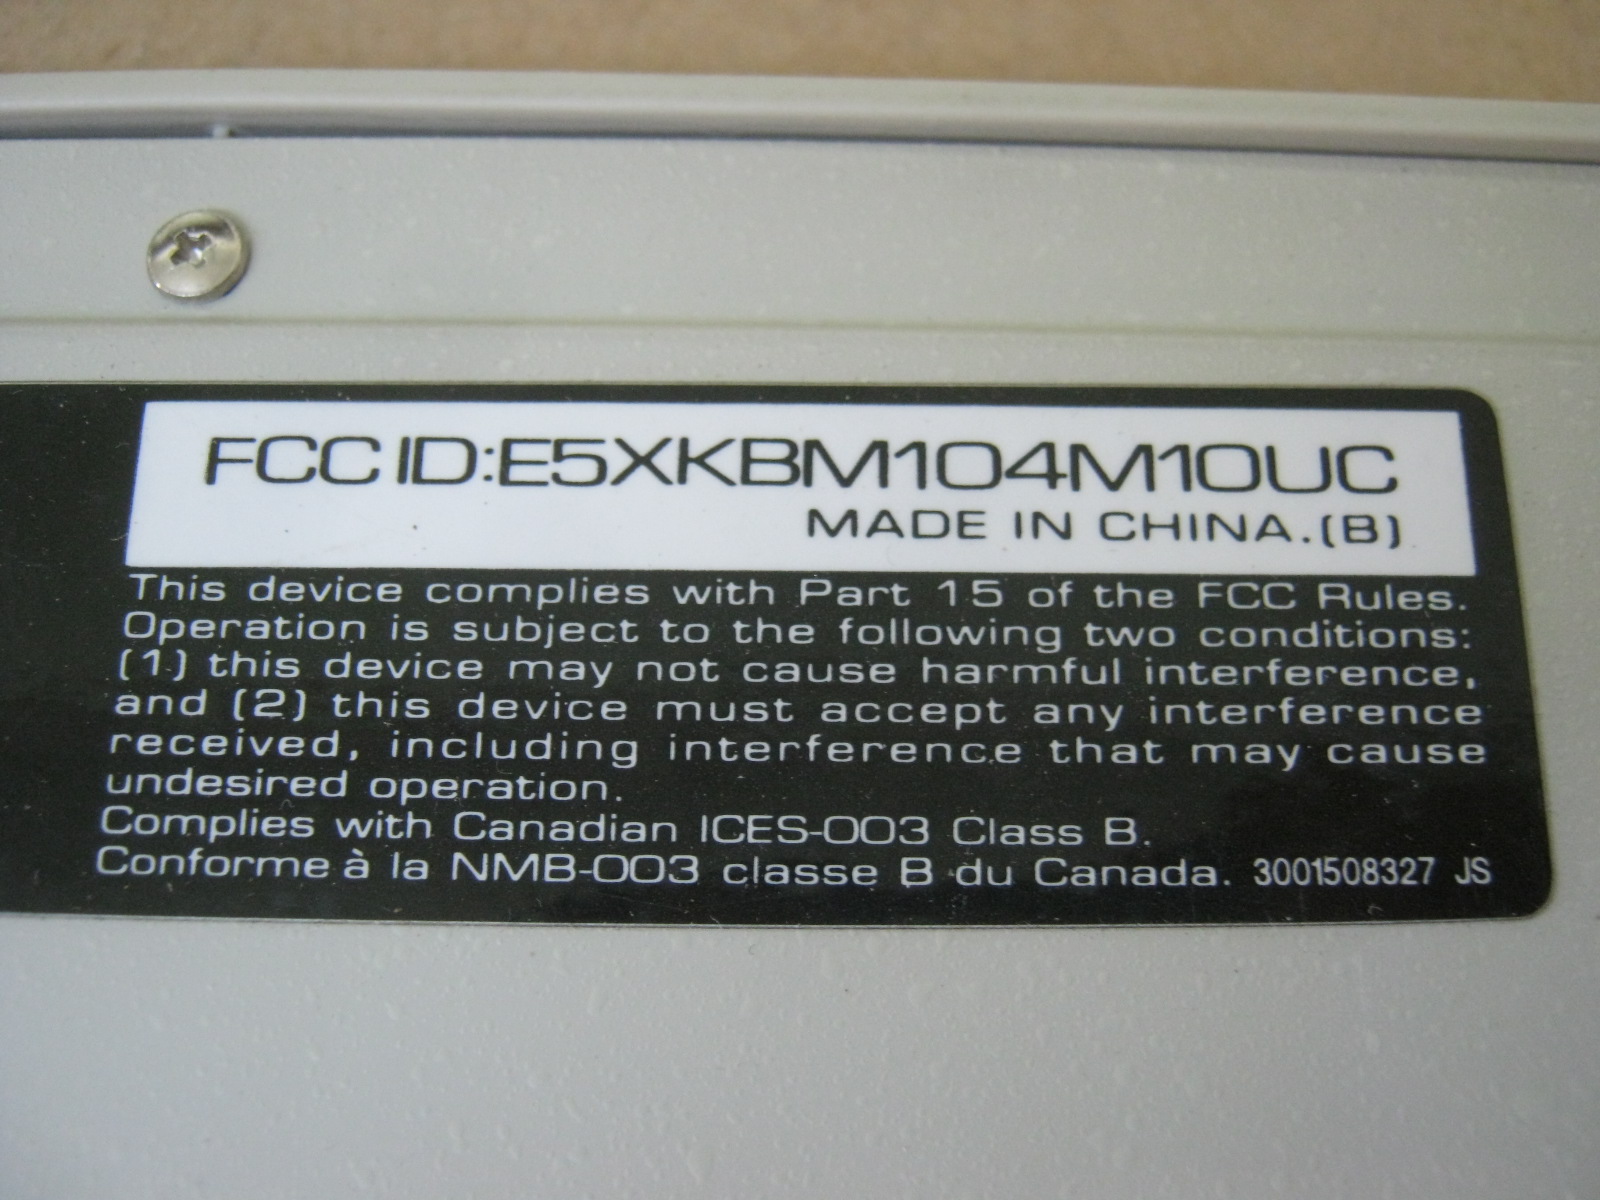 FCC ID:E5XKBM104M10UC
MADE IN CHINA.(B)
This device complies with Part 15 of the FCC Rules.
Operation is subject to the following two conditions:
(1) this device may not cause harmful interference,
and (2) this device must accept any interference
received, including interference that may cause
undesired operation.
Complies with Canadian ICES-003 Class B.
Conforme à la NMB-003 classe B du Canada. 3001508327 JS